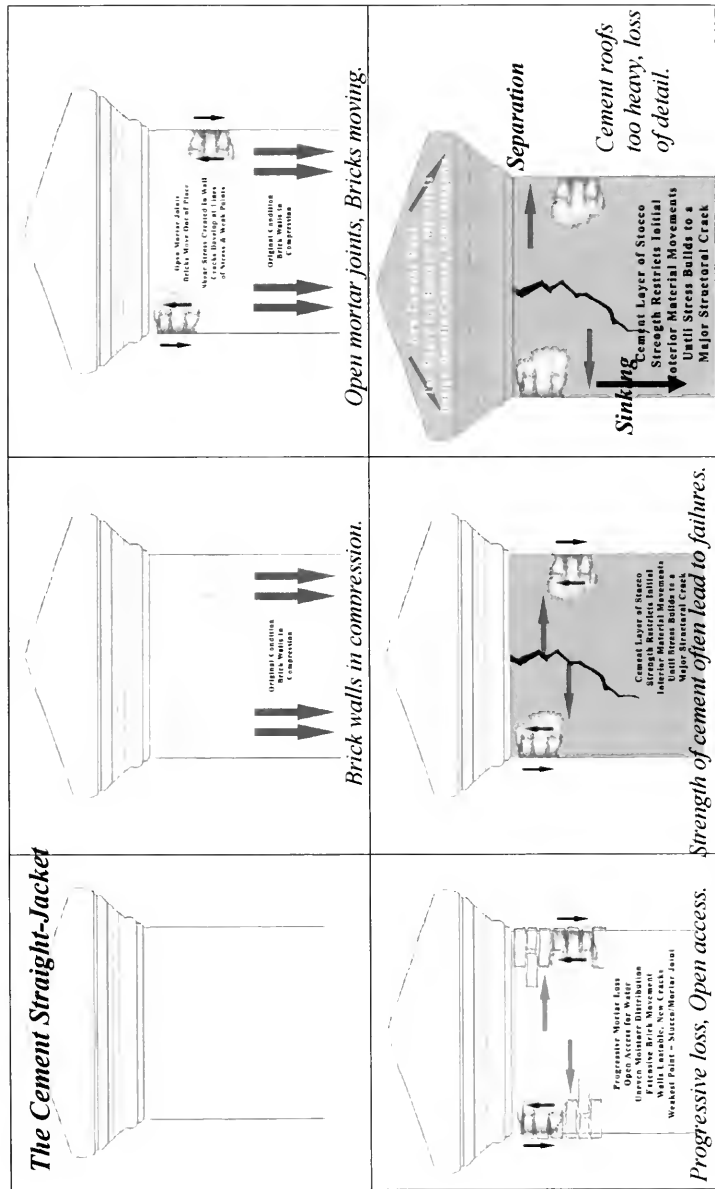 The Cement Straight-Jacket
Original Condition
Brick Walls in
Compression
Brick walls in compression.
Open Mortar Joints
Bricks Move Out of Place
Shear Stress Created In Wall
Cracks Develop at Lines
of Stress & Weak Points
Original Condition
Brick Walls in
Compression
Open mortar joints, Bricks moving.
Progressive Mortar Loss
Open Access for Water
Uneven Moisture Distribution
Extensive Brick Movement
Walls Unstable, New Cracks
Weakest Point – Stucco/Mortar Joint
Progressive loss, Open access.
Cement Layer of Stucco
Strength Restricts Initial
Interior Material Movements
Until Stress Builds to a
Major Structural Crack
Strength of cement often lead to failures.
Separation
Sinking
Cement Layer of Stocco
Strength Restricts Initial
Interior Material Movements
Until Stress Builds to a
Major Structural Crack
Cement roofs
too heavy, loss
of detail.